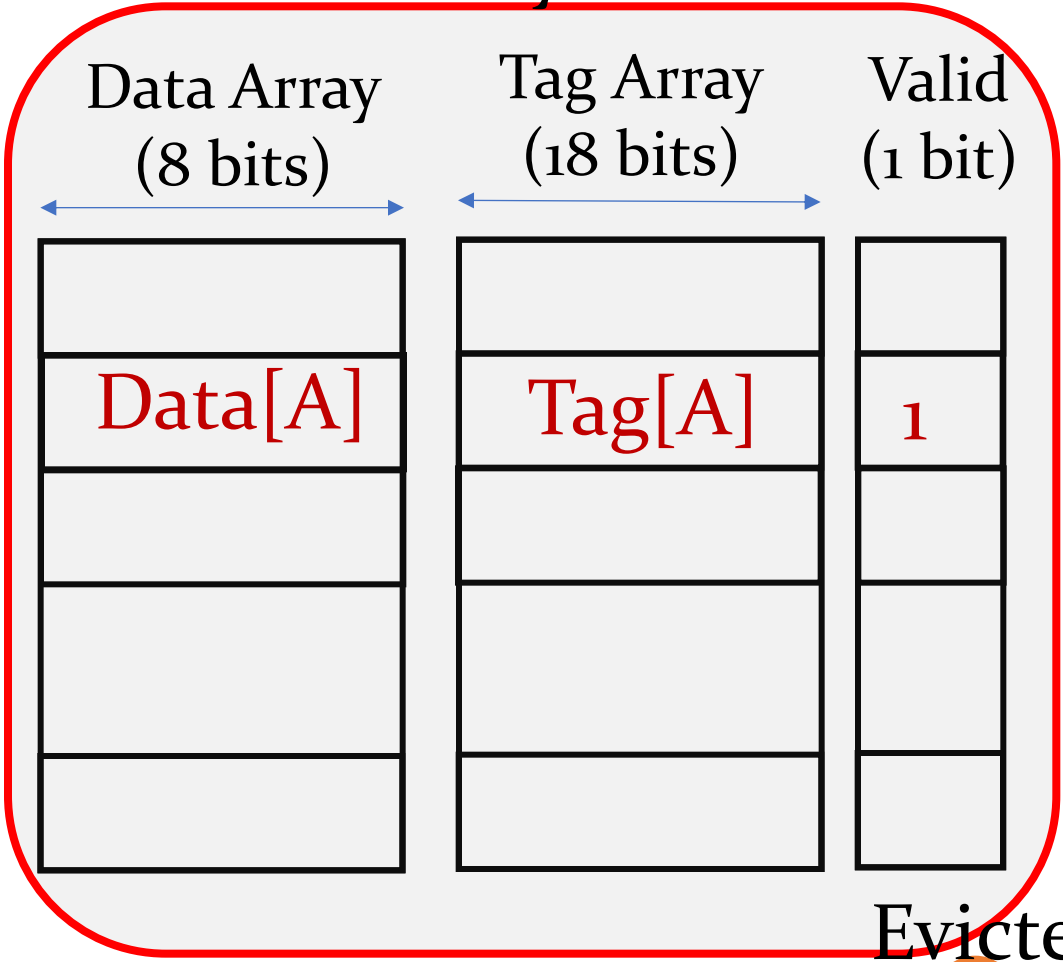 Data Array
(8 bits)
Tag Array
(18 bits)
Valid
(1 bit)
Data[A]
Tag[A]
1